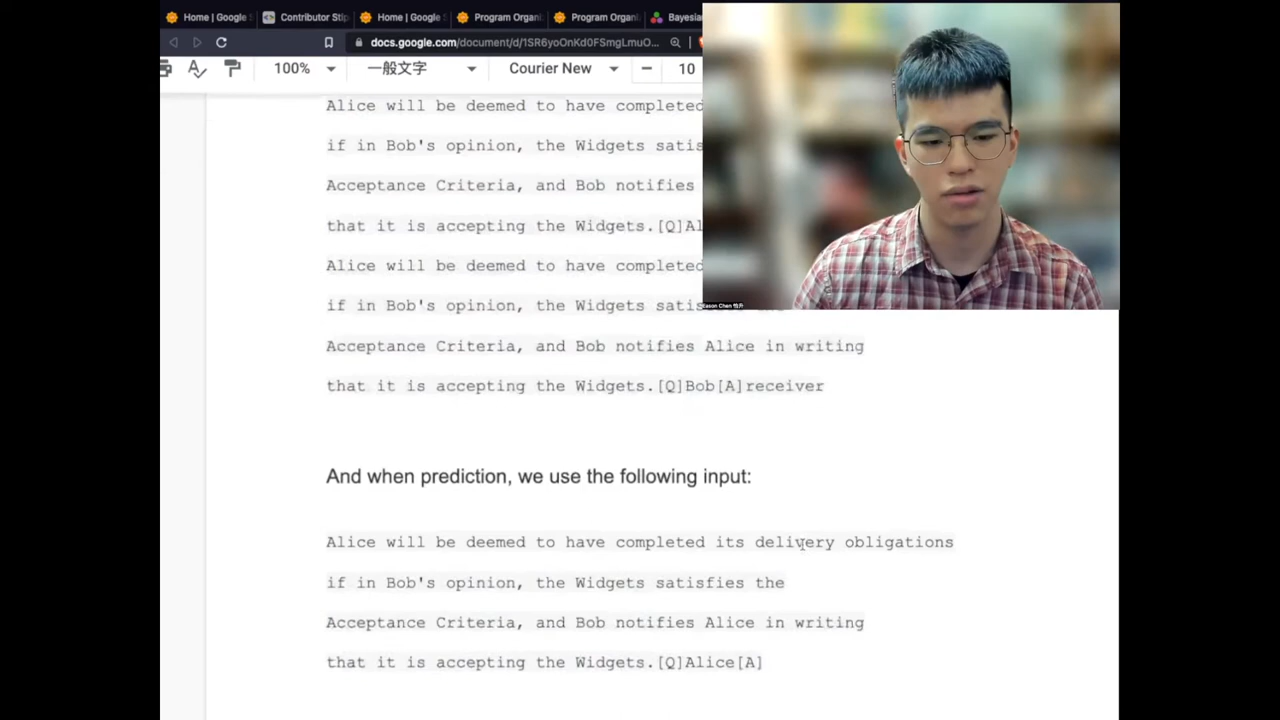 Home | Google
Contributor Stip
Home | Google
Program Organi
Program Organi
Bayesian
docs.google.com/document/d/1SR6yoOnKd0FSmgLmuO...
100%
一般文字
Courier New
10
Alice will be deemed to have completed
if in Bob's opinion, the Widgets satis
Acceptance Criteria, and Bob notifies
that it is accepting the Widgets.[Q]Al
Alice will be deemed to have completed
if in Bob's opinion, the Widgets satis
Acceptance Criteria, and Bob notifies Alice in writing
that it is accepting the Widgets.[Q]Bob[A]receiver
And when prediction, we use the following input:
Alice will be deemed to have completed its delivery obligations
if in Bob's opinion, the Widgets satisfies the
Acceptance Criteria, and Bob notifies Alice in writing
that it is accepting the Widgets.[Q]Alice[A]
Eason Chen